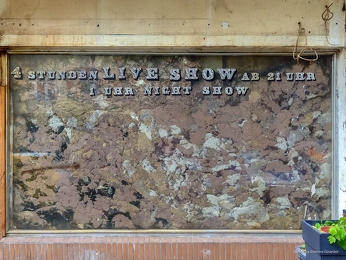 4 STUNDEN LIVE SHOW AB 21 UHR
1 UHR NIGHT SHOW